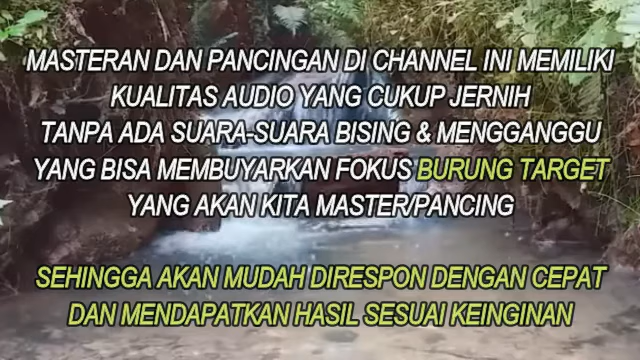 MASTERAN DAN PANCINGAN DI CHANNEL INI MEMILIKI
KUALITAS AUDIO YANG CUKUP JERNIH
TANPA ADA SUARA-SUARA BISING & MENGGANGGU
YANG BISA MEMBUYARKAN FOKUS BURUNG TARGET
YANG AKAN KITA MASTER/PANCING
SEHINGGA AKAN MUDAH DIRESPON DENGAN CEPAT
DAN MENDAPATKAN HASIL SESUAI KEINGINAN